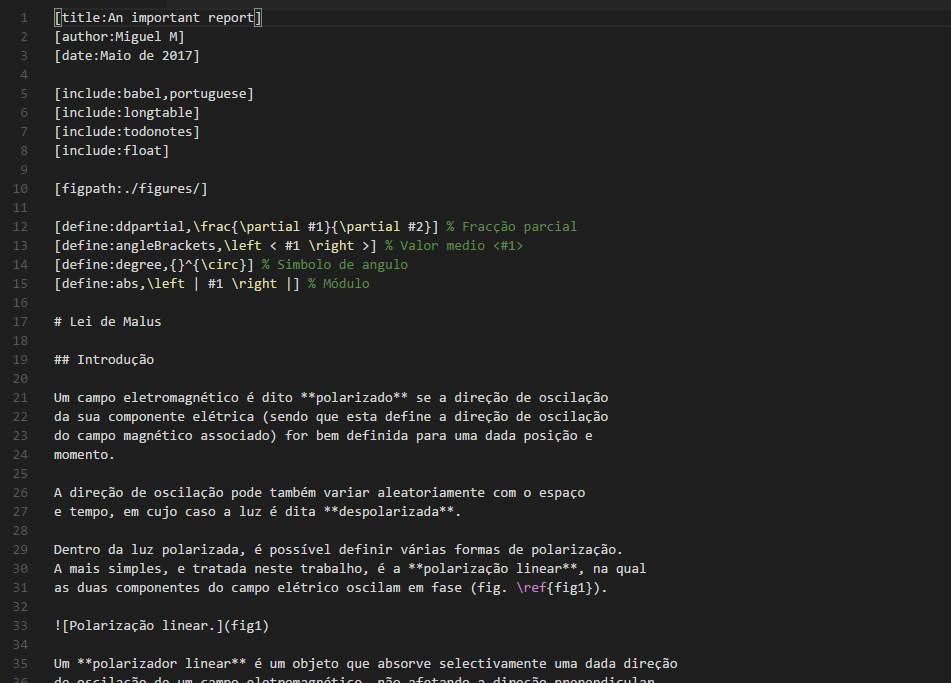 1 [title:An important report]
2 [author:Miguel M]
3 [date:Maio de 2017]
4
5 [include:babel,portuguese]
6 [include:longtable]
7 [include:todonotes]
8 [include:float]
9
10 [figpath:./figures/]
11
12 [define:ddpartial,\frac{\partial #1}{\partial #2}] % Fracção parcial
13 [define:angleBrackets,\left < #1 \right >] % Valor medio <#1>
14 [define:degree,{}^{\circ}] % Simbolo de angulo
15 [define:abs,\left | #1 \right |] % Módulo
16
17 # Lei de Malus
18
19 ## Introdução
20
21 Um campo eletromagnético é dito **polarizado** se a direção de oscilação
22 da sua componente elétrica (sendo que esta define a direção de oscilação
23 do campo magnético associado) for bem definida para uma dada posição e
24 momento.
25
26 A direção de oscilação pode também variar aleatoriamente com o espaço
27 e tempo, em cujo caso a luz é dita **despolarizada**.
28
29 Dentro da luz polarizada, é possível definir várias formas de polarização.
30 A mais simples, e tratada neste trabalho, é a **polarização linear**, na qual
31 as duas componentes do campo elétrico oscilam em fase (fig. \ref{fig1}).
32
33 ![Polarização linear.](fig1)
34
35 Um **polarizador linear** é um objeto que absorve selectivamente uma dada direção
36 de oscilação de um campo eletromagnético, não afetando a direção